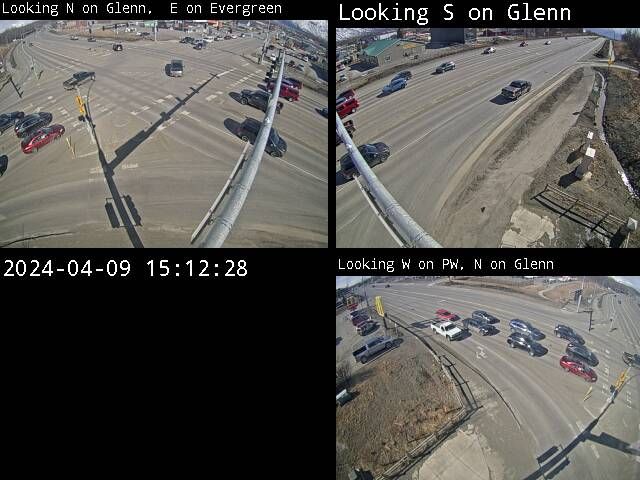 Looking N on Glenn, E on Evergreen
Looking S on Glenn
2024-04-09 15:12:28
Looking W on PW, N on Glenn